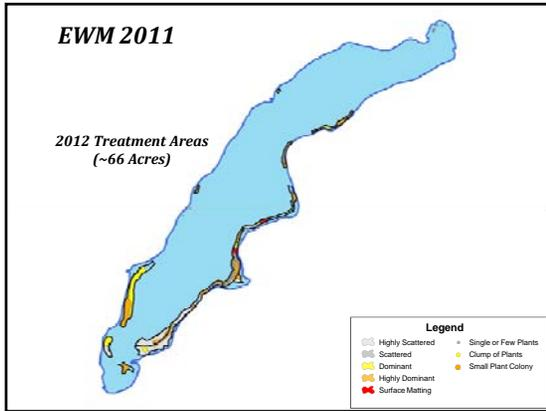 EWM 2011
2012 Treatment Areas
(~66 Acres)
Legend
Highly Scattered
Scattered
Dominant
Highly Dominant
Surface Matting
Single or Few Plants
Clump of Plants
Small Plant Colony